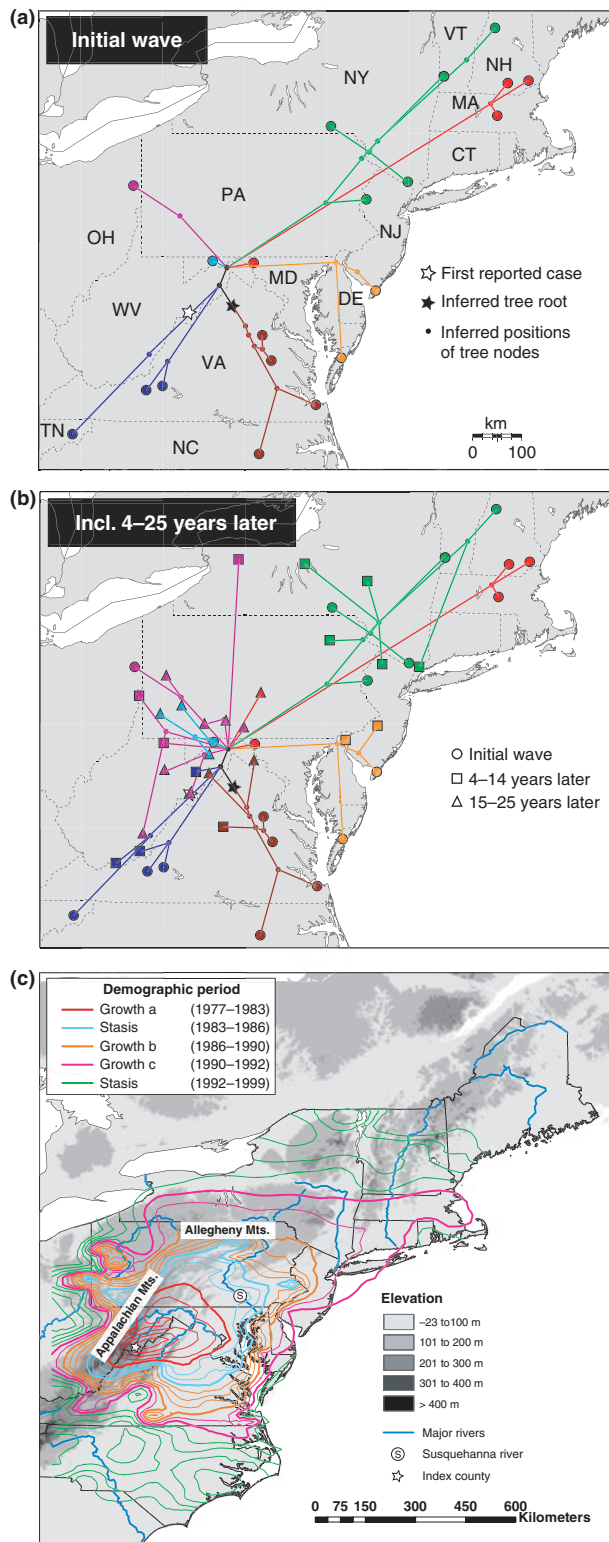 (a)
Initial wave
VT
NH
NY
MA
CT
PA
NJ
OH
MD
DE
WV
VA
TN
NC
First reported case
Inferred tree root
Inferred positions
of tree nodes
km
0 100
(b)
Incl. 4–25 years later
Initial wave
4–14 years later
15–25 years later
(c)
Demographic period
Growth a (1977–1983)
Stasis (1983–1986)
Growth b (1986–1990)
Growth c (1990–1992)
Stasis (1992–1999)
Allegheny Mts.
Appalachian Mts.
S
Elevation
–23 to100 m
101 to 200 m
201 to 300 m
301 to 400 m
> 400 m
Major rivers
S Susquehanna river
Index county
0 75 150 300 450 600
Kilometers